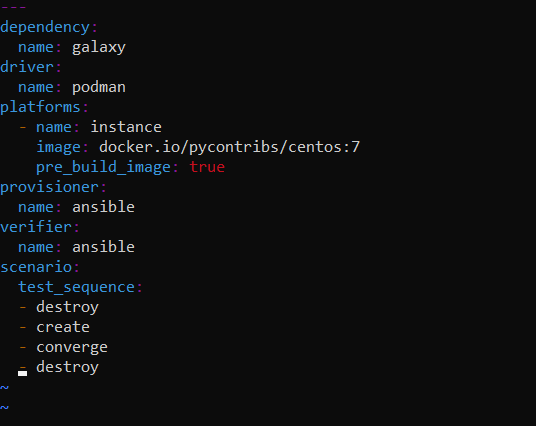 ---
dependency:
  name: galaxy
driver:
  name: podman
platforms:
  - name: instance
    image: docker.io/pycontribs/centos:7
    pre_build_image: true
provisioner:
  name: ansible
verifier:
  name: ansible
scenario:
  test_sequence:
  - destroy
  - create
  - converge
  - destroy
~
~